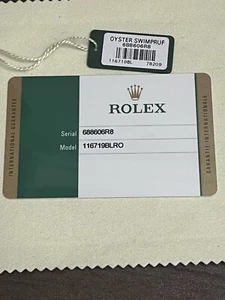 OYSTER SWIMPRUF
688606R8
116719BL 78209
ROLEX
Serial 688606R8
Model 116719BLRO
INTERNATIONAL GUARANTEE
GARANTIE INTERNATIONALE